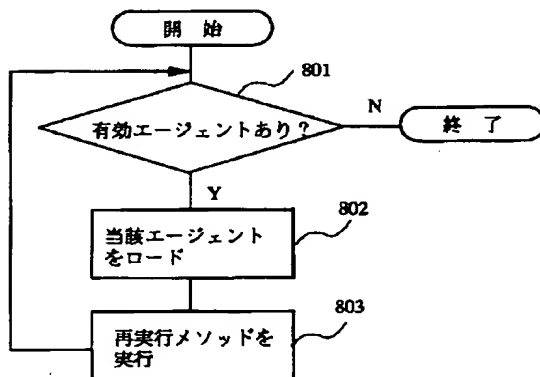 開 始
801
有効エージェントあり?
N
終 了
Y
802
当該エージェント
をロード
803
再実行メソッドを
実行